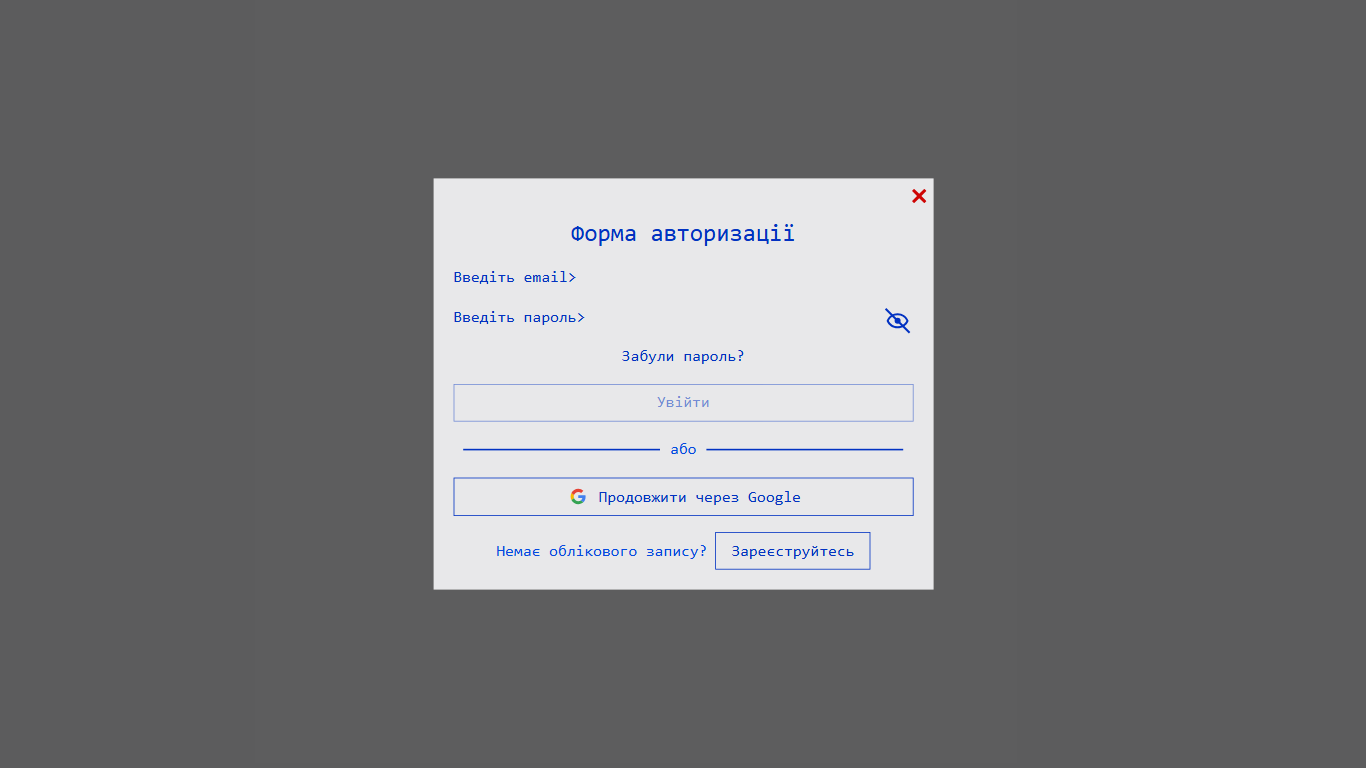 Форма авторизації
Введіть email>
Введіть пароль>
Забули пароль?
Увійти
або
Продовжити через Google
Немає облікового запису? Зареєструйтесь